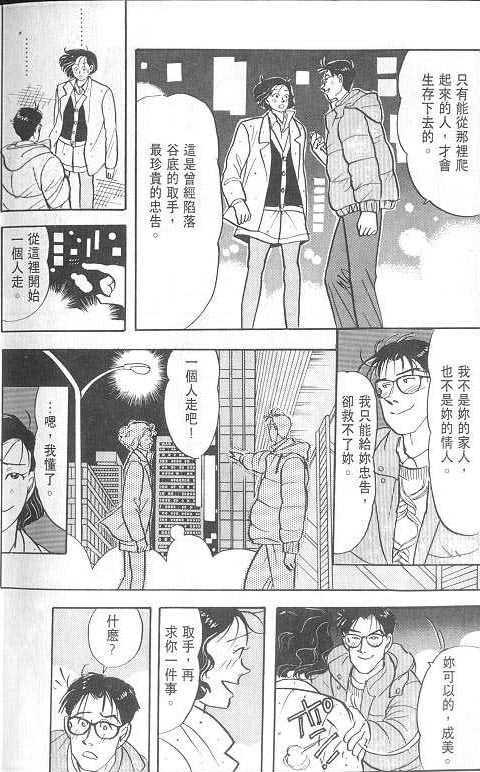 只有能從那裡爬
起來的人，才會
生存下去的。
這是曾經陷落
谷底的取手，
最珍貴的忠告。
………
………
從這裡開始
一個人走。
我不是妳的家人，
也不是妳的情人。
我只能給妳忠告，
卻救不了妳。
一個人走吧！
…嗯，我懂了。
妳可以的，成美。
取手，再
求你一件事。
什麼？